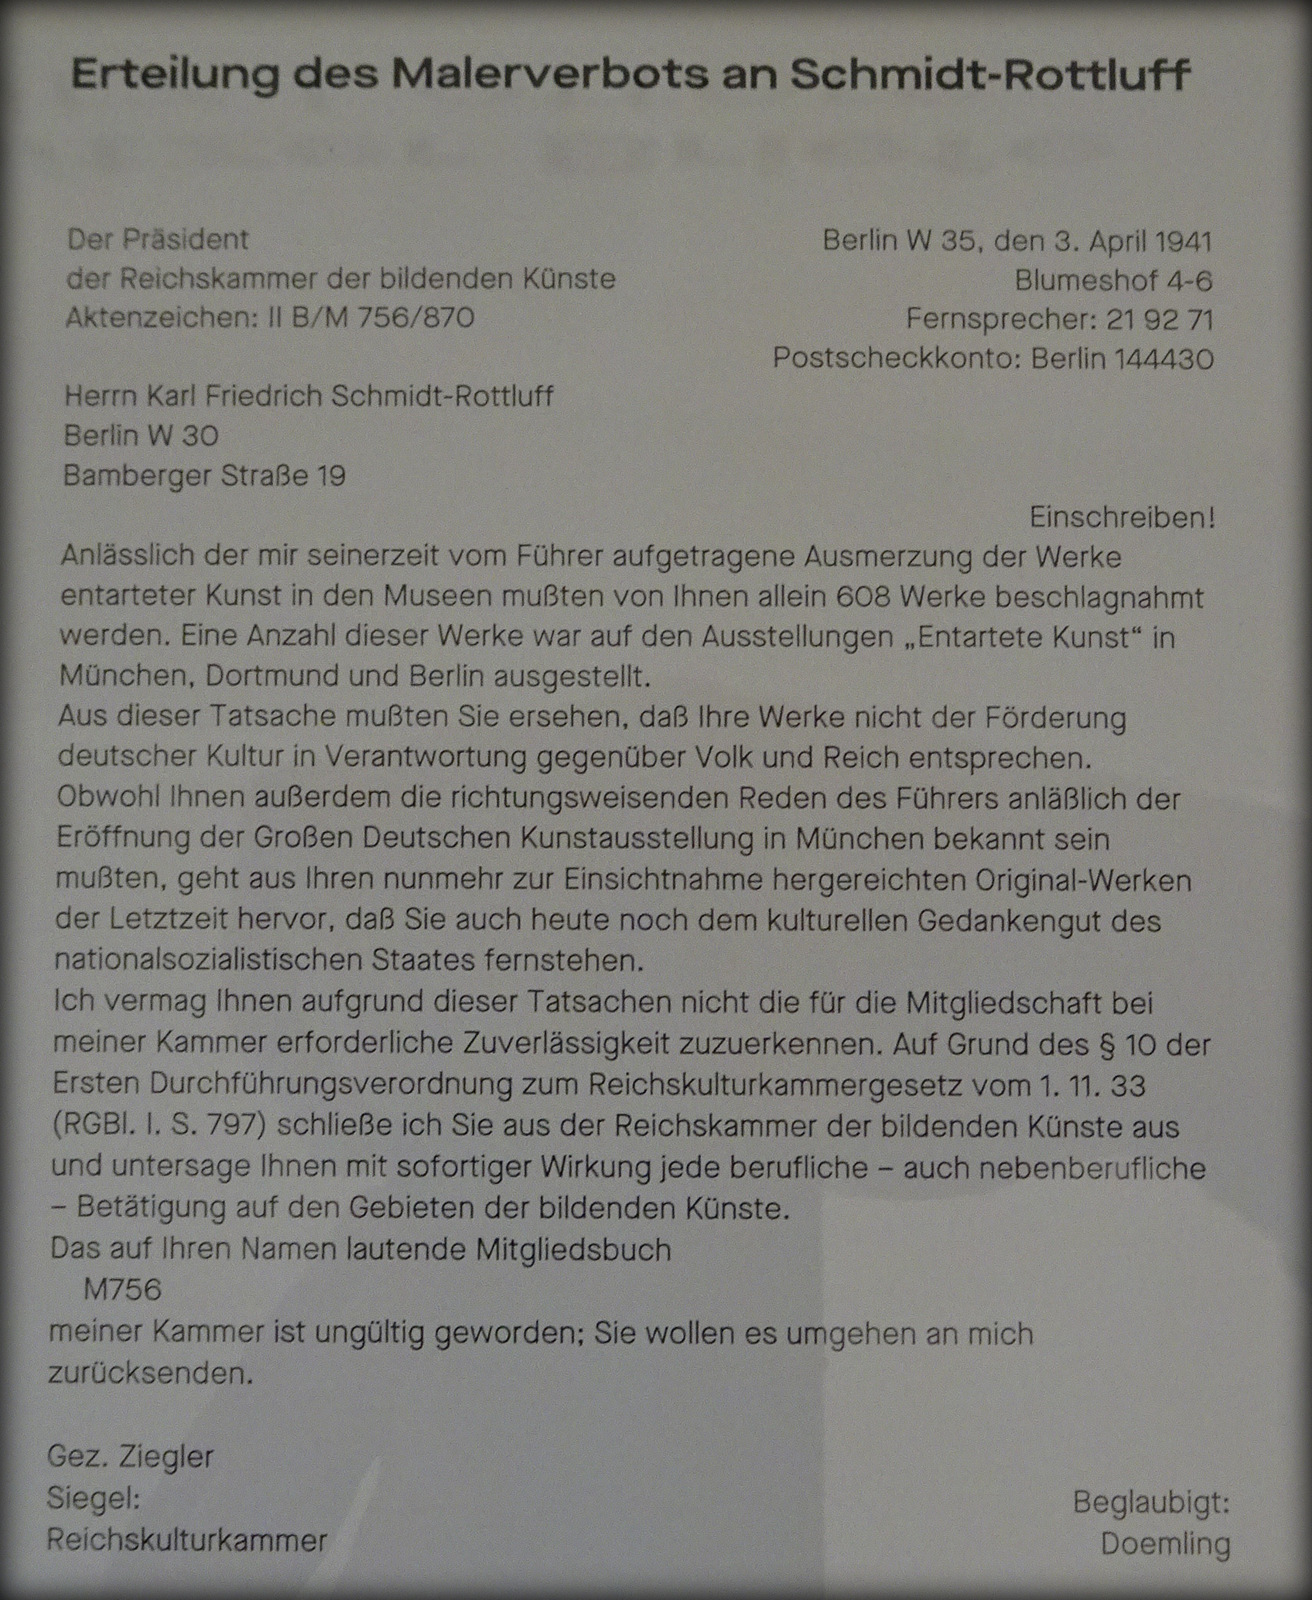 Erteilung des Malerverbots an Schmidt-Rottluff
Der Präsident
der Reichskammer der bildenden Künste
Aktenzeichen: II B/M 756/870
Berlin W 35, den 3. April 1941
Blumeshof 4-6
Fernsprecher: 21 92 71
Postscheckkonto: Berlin 144430
Herrn Karl Friedrich Schmidt-Rottluff
Berlin W 30
Bamberger Straße 19
Einschreiben!
Anlässlich der mir seinerzeit vom Führer aufgetragene Ausmerzung der Werke
entarteter Kunst in den Museen mußten von Ihnen allein 608 Werke beschlagnahmt
werden. Eine Anzahl dieser Werke war auf den Ausstellungen „Entartete Kunst“ in
München, Dortmund und Berlin ausgestellt.
Aus dieser Tatsache mußten Sie ersehen, daß Ihre Werke nicht der Förderung
deutscher Kultur in Verantwortung gegenüber Volk und Reich entsprechen.
Obwohl Ihnen außerdem die richtungsweisenden Reden des Führers anläßlich der
Eröffnung der Großen Deutschen Kunstausstellung in München bekannt sein
mußten, geht aus Ihren nunmehr zur Einsichtnahme hergereichten Original-Werken
der Letztzeit hervor, daß Sie auch heute noch dem kulturellen Gedankengut des
nationalsozialistischen Staates fernstehen.
Ich vermag Ihnen aufgrund dieser Tatsachen nicht die für die Mitgliedschaft bei
meiner Kammer erforderliche Zuverlässigkeit zuzuerkennen. Auf Grund des § 10 der
Ersten Durchführungsverordnung zum Reichskulturkammergesetz vom 1. 11. 33
(RGBl. I. S. 797) schließe ich Sie aus der Reichskammer der bildenden Künste aus
und untersage Ihnen mit sofortiger Wirkung jede berufliche – auch nebenberufliche
– Betätigung auf den Gebieten der bildenden Künste.
Das auf Ihren Namen lautende Mitgliedsbuch
M756
meiner Kammer ist ungültig geworden; Sie wollen es umgehen an mich
zurücksenden.
Gez. Ziegler
Siegel:
Reichskulturkammer
Beglaubigt:
Doemling